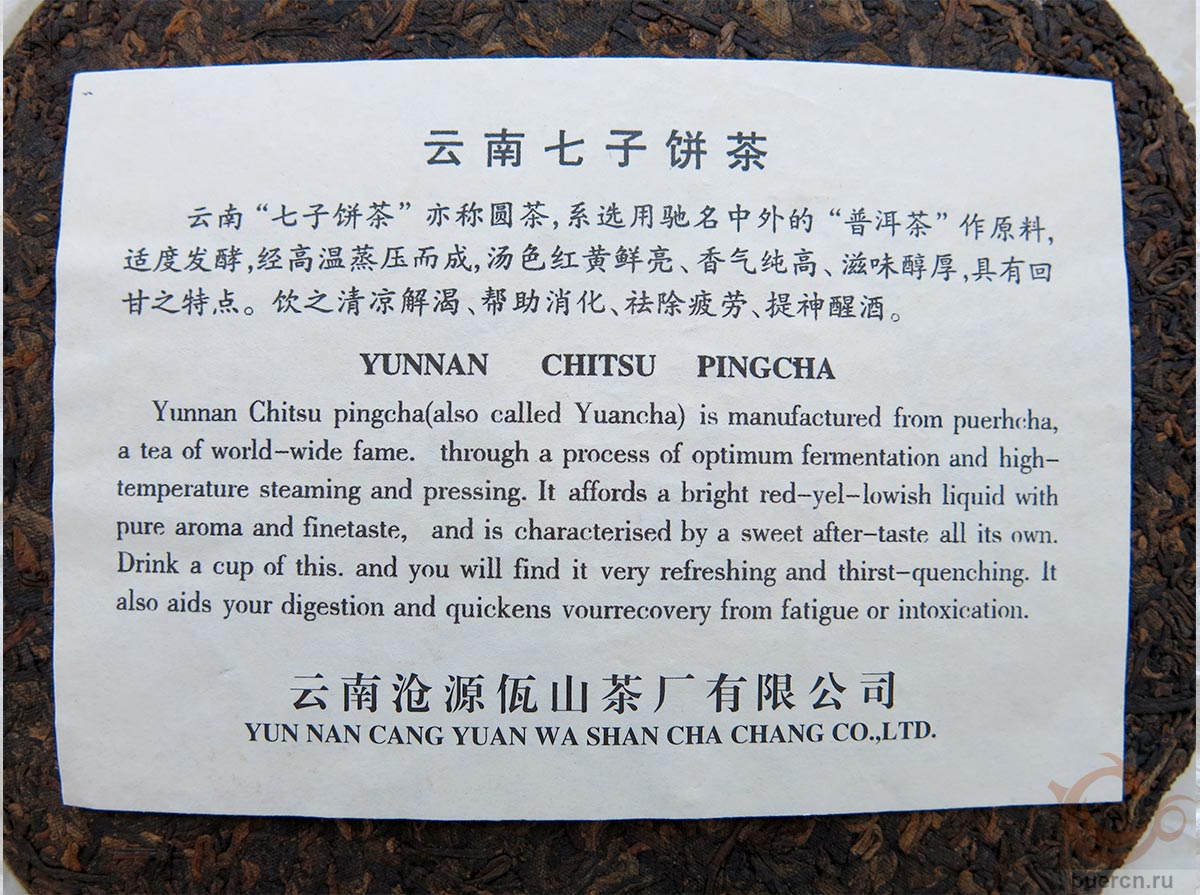 云南七子饼茶
云南“七子饼茶”亦称圆茶,系选用驰名中外的“普洱茶”作原料,
适度发酵,经高温蒸压而成,汤色红黄鲜亮、香气纯高、滋味醇厚,具有回
甘之特点。饮之清凉解渴、帮助消化、祛除疲劳、提神醒酒。
YUNNAN CHITSU PINGCHA
Yunnan Chitsu pingcha(also called Yuancha) is manufactured from puerhcha,
a tea of world-wide fame. through a process of optimum fermentation and high-
temperature steaming and pressing. It affords a bright red-yel-lowish liquid with
pure aroma and finetaste, and is characterised by a sweet after-taste all its own.
Drink a cup of this. and you will find it very refreshing and thirst-quenching. It
also aids your digestion and quickens vourrecovery from fatigue or intoxication.
云南沧源佤山茶厂有限公司
YUN NAN CANG YUAN WA SHAN CHA CHANG CO.,LTD.
puercn.ru